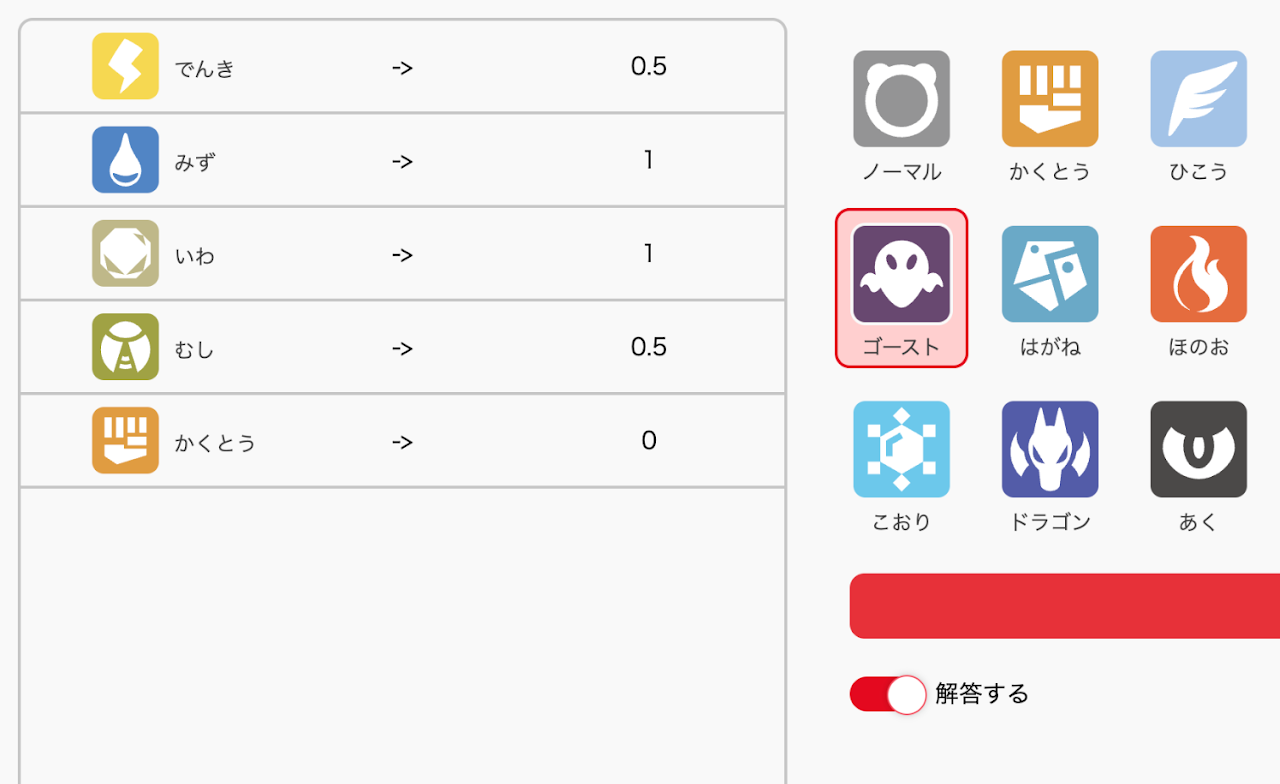 でんき -> 0.5
みず -> 1
いわ -> 1
むし -> 0.5
かくとう -> 0
ノーマル かくとう ひこう
ゴースト はがね ほのお
こおり ドラゴン あく
解答する